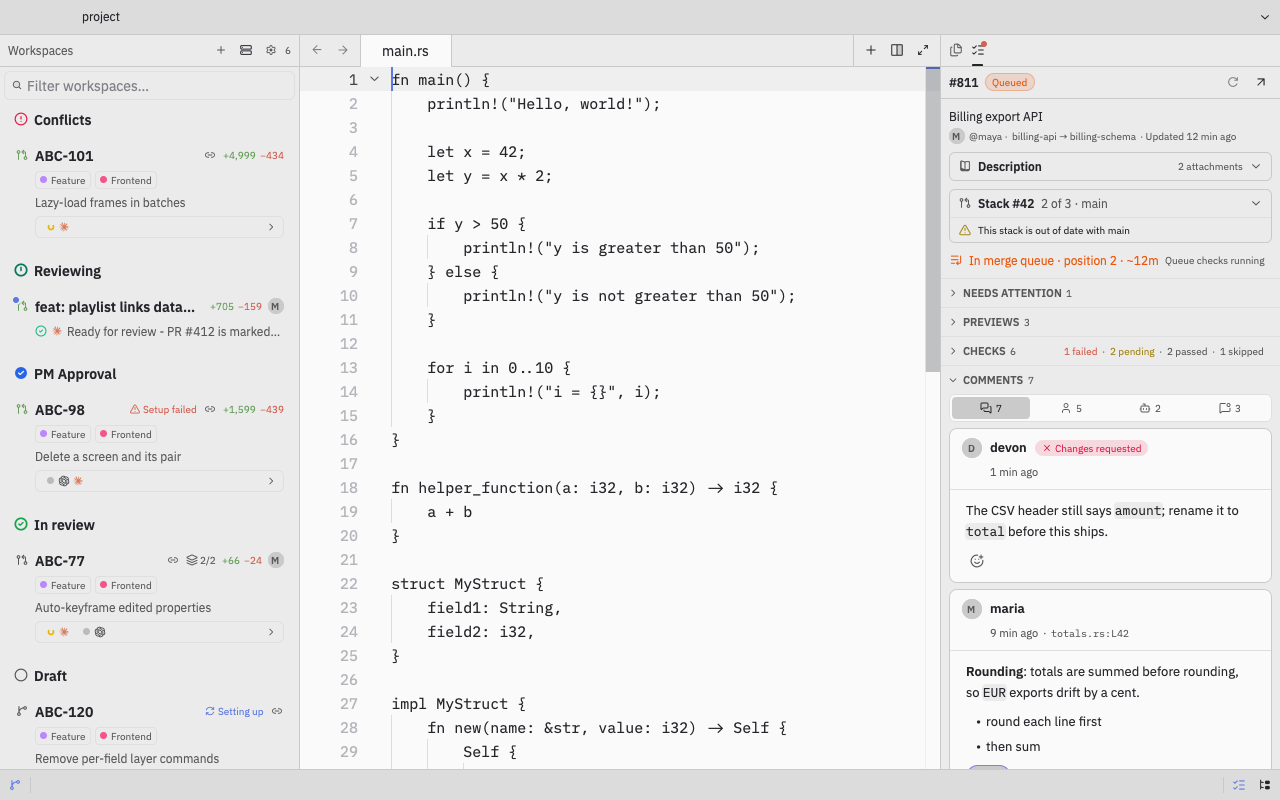 project
Workspaces
6
Filter workspaces...
Conflicts
ABC-101
+4,999 −434
Feature
Frontend
Lazy-load frames in batches
Reviewing
feat: playlist links data...
+705 −159
M
Ready for review - PR #412 is marked...
PM Approval
ABC-98
Setup failed
+1,599 −439
Feature
Frontend
Delete a screen and its pair
In review
ABC-77
2/2
+66 −24
M
Feature
Frontend
Auto-keyframe edited properties
Draft
ABC-120
Setting up
Feature
Frontend
Remove per-field layer commands
main.rs
1 fn main() {
2 println!("Hello, world!");
3
4 let x = 42;
5 let y = x * 2;
6
7 if y > 50 {
8 println!("y is greater than 50");
9 } else {
10 println!("y is not greater than 50");
11 }
12
13 for i in 0..10 {
14 println!("i = {}", i);
15 }
16 }
17
18 fn helper_function(a: i32, b: i32) -> i32 {
19 a + b
20 }
21
22 struct MyStruct {
23 field1: String,
24 field2: i32,
25 }
26
27 impl MyStruct {
28 fn new(name: &str, value: i32) -> Self {
29 Self {
#811 Queued
Billing export API
M @maya · billing-api → billing-schema · Updated 12 min ago
Description 2 attachments
Stack #42 2 of 3 · main
This stack is out of date with main
In merge queue · position 2 · ~12m Queue checks running
NEEDS ATTENTION 1
PREVIEWS 3
CHECKS 6 1 failed · 2 pending · 2 passed · 1 skipped
COMMENTS 7
7 5 2 3
D devon Changes requested
1 min ago
The CSV header still says amount; rename it to
total before this ships.
M maria
9 min ago · totals.rs:L42
Rounding: totals are summed before rounding,
so EUR exports drift by a cent.
• round each line first
• then sum